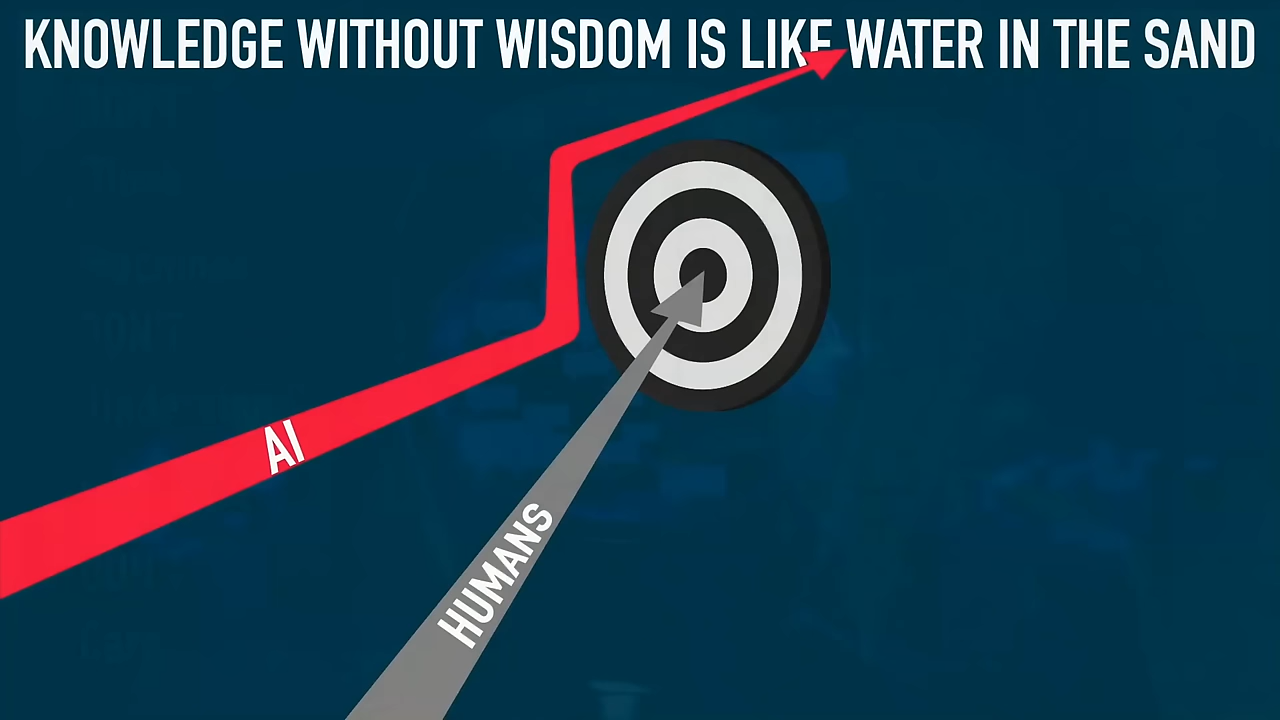 KNOWLEDGE WITHOUT WISDOM IS LIKE WATER IN THE SAND
AI
HUMANS